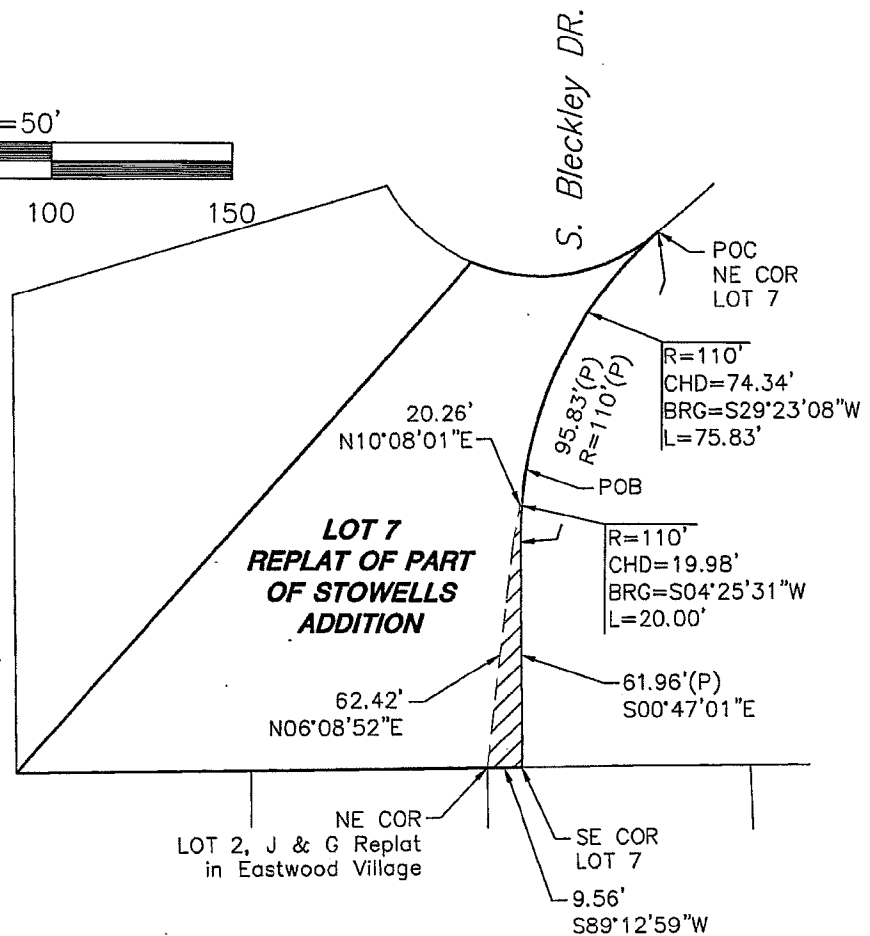 S. Bleckley DR.
=50'
100 150
POC
NE COR
LOT 7
R=110'
CHD=74.34'
BRG=S29°23'08"W
L=75.83'
95.83'(P)
R=110'(P)
20.26'
N10°08'01"E
POB
LOT 7
REPLAT OF PART
OF STOWELLS
ADDITION
R=110'
CHD=19.98'
BRG=S04°25'31"W
L=20.00'
61.96'(P)
S00°47'01"E
62.42'
N06°08'52"E
NE COR
LOT 2, J & G Replat
in Eastwood Village
SE COR
LOT 7
9.56'
S89°12'59"W